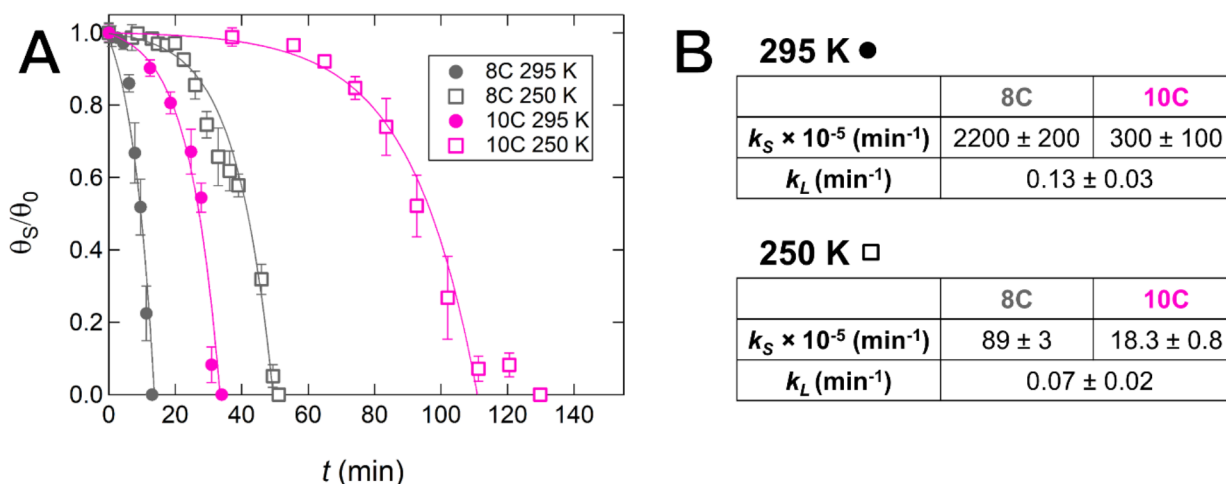 A
1.0
0.8
0.6
0.4
0.2
0.0
θS/θ0
0 20 40 60 80 100 120 140
t (min)
8C 295 K
8C 250 K
10C 295 K
10C 250 K
B
295 K
8C 10C
kS × 10-5 (min-1) 2200 ± 200 300 ± 100
kL (min-1) 0.13 ± 0.03
250 K
8C 10C
kS × 10-5 (min-1) 89 ± 3 18.3 ± 0.8
kL (min-1) 0.07 ± 0.02